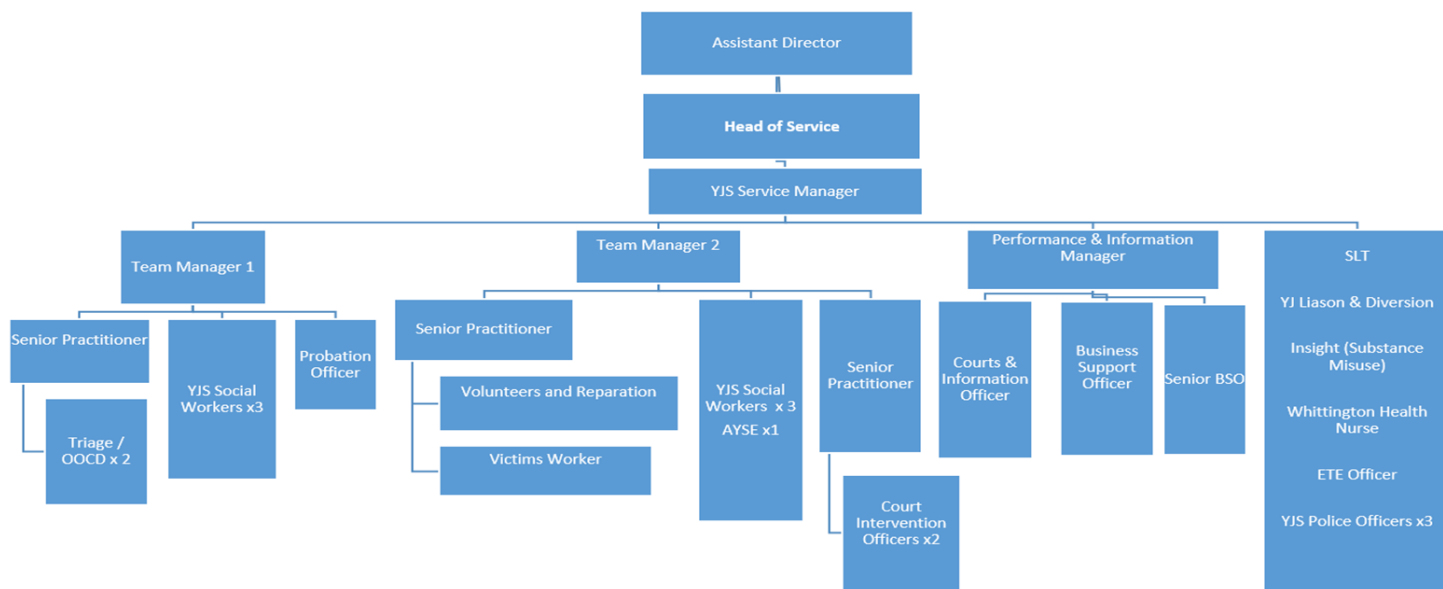 Assistant Director
Head of Service
YJS Service Manager
Team Manager 1
Team Manager 2
Performance & Information
Manager
SLT
YJ Liason & Diversion
Insight (Substance
Misuse)
Whittington Health
Nurse
ETE Officer
YJS Police Officers x3
Senior Practitioner
YJS Social
Workers x3
Probation
Officer
Triage /
OOCD x 2
Senior Practitioner
Volunteers and Reparation
Victims Worker
YJS Social
Workers x 3
AYSE x1
Senior
Practitioner
Court
Intervention
Officers x2
Courts &
Information
Officer
Business
Support
Officer
Senior BSO